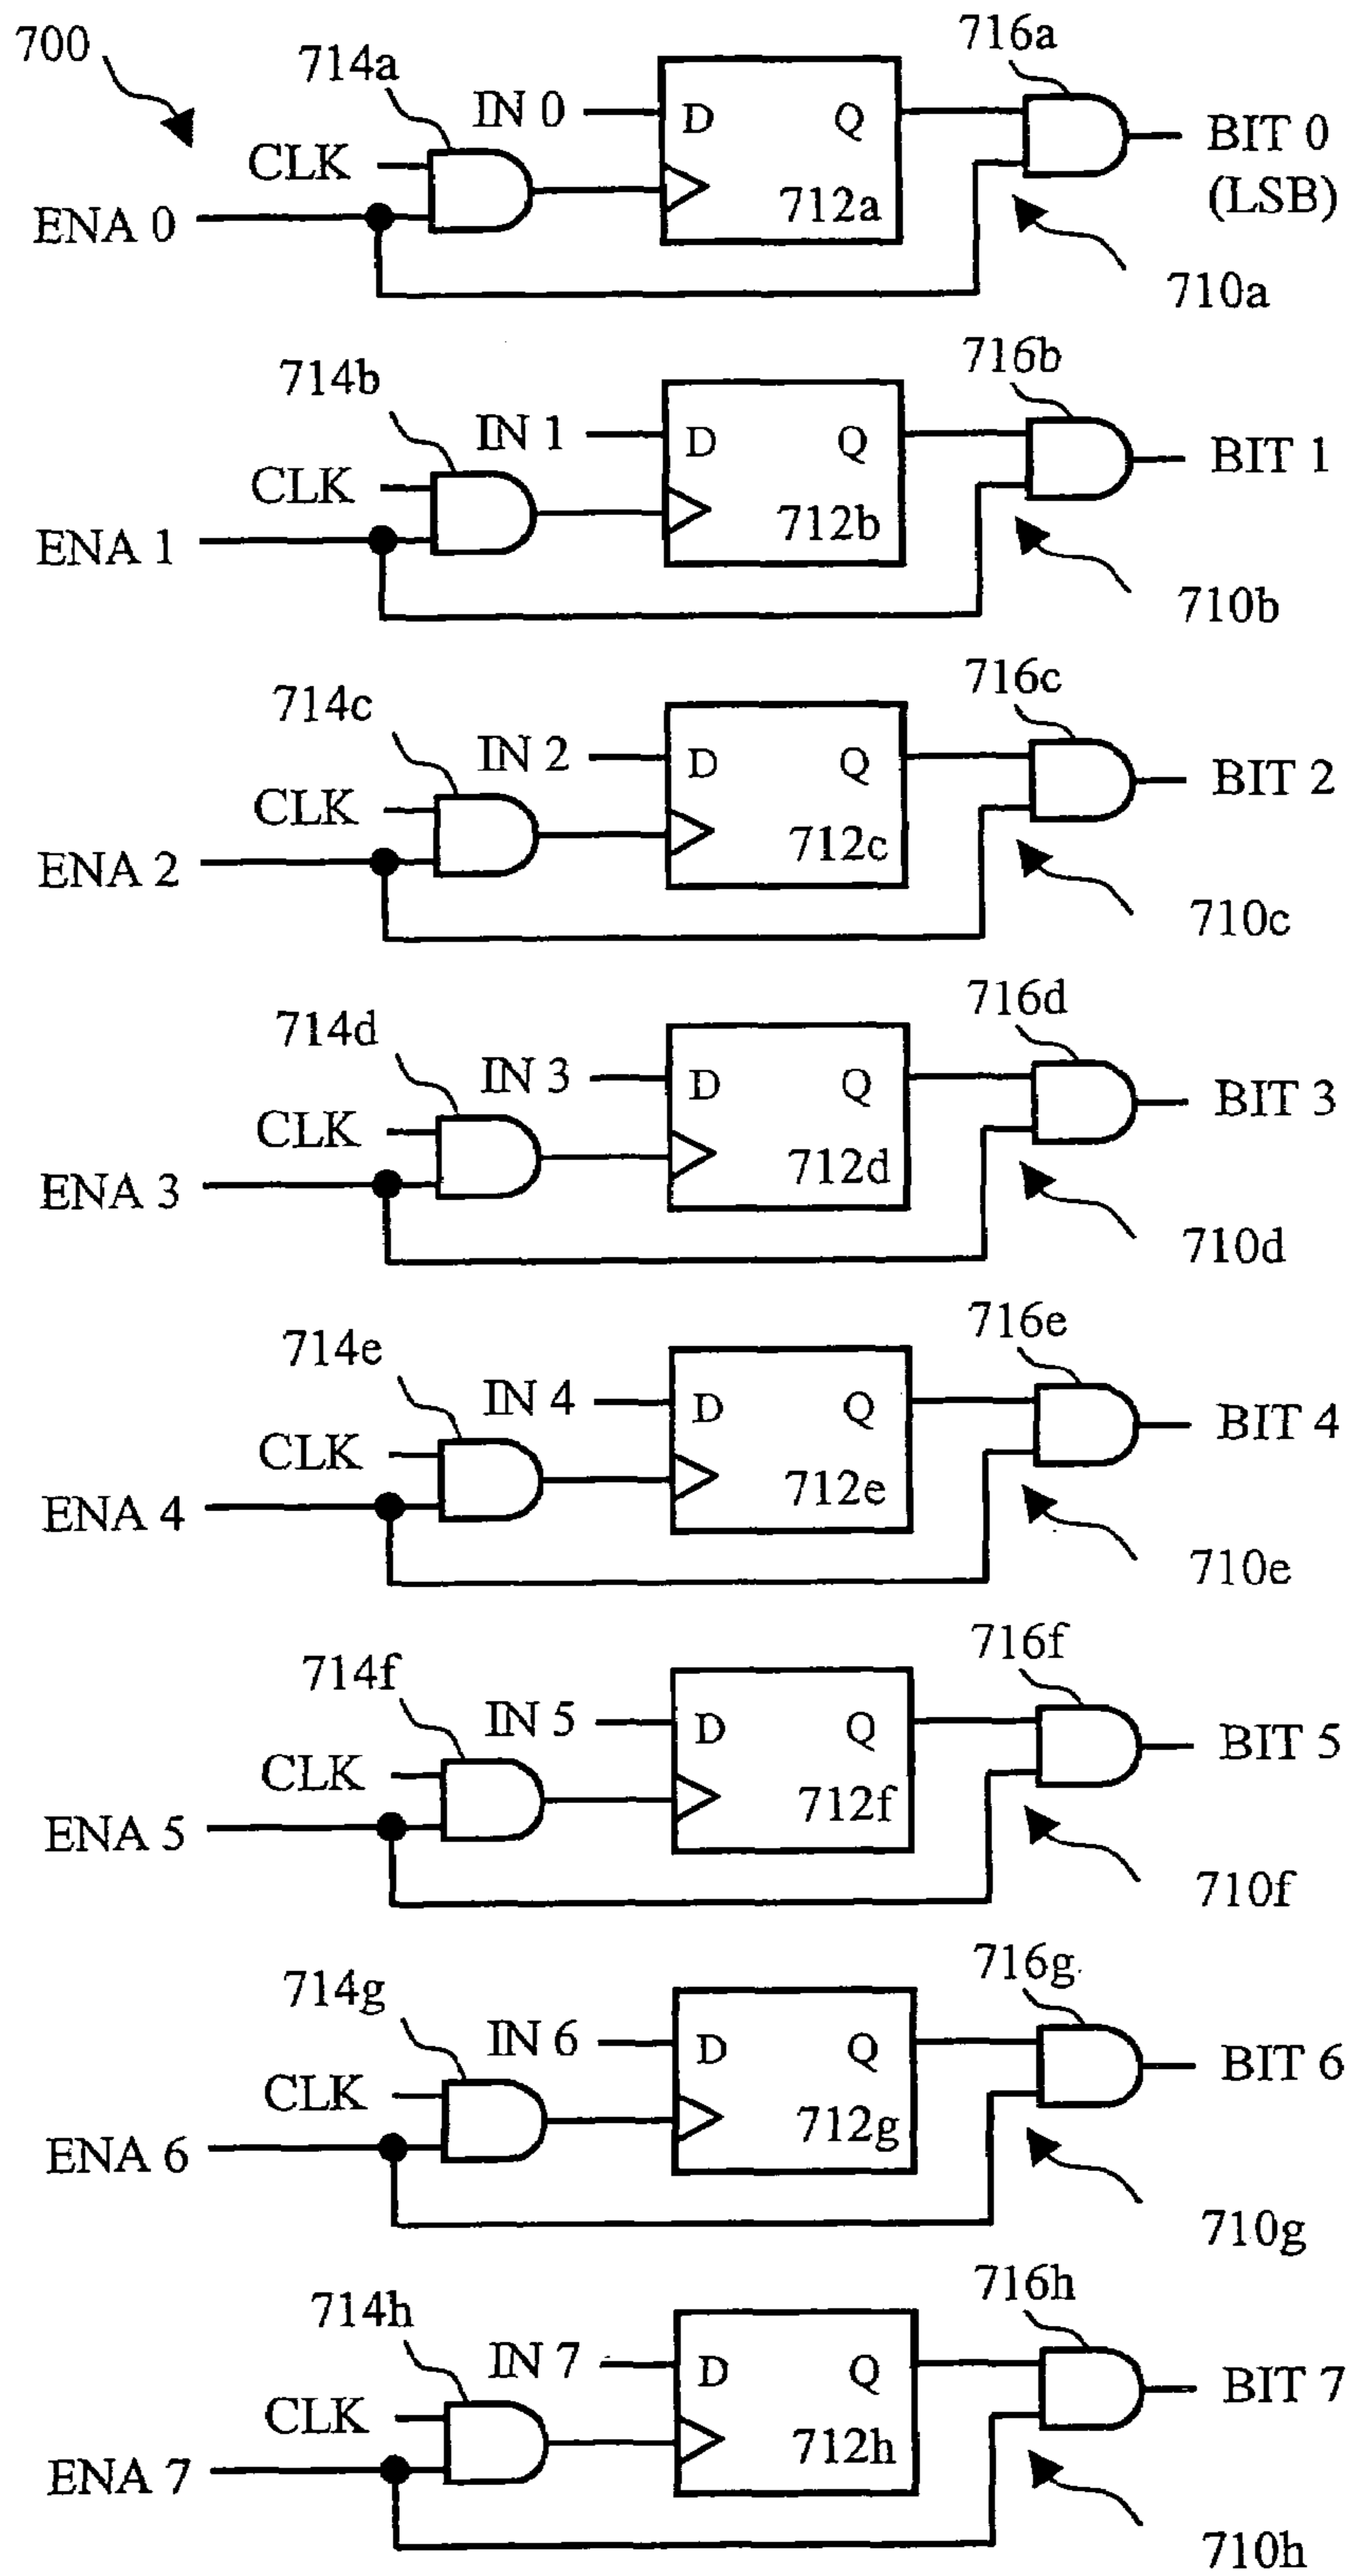 700
714a
716a
IN 0
D
Q
BIT 0
(LSB)
CLK
712a
ENA 0
710a
714b
716b
IN 1
D
Q
BIT 1
CLK
712b
ENA 1
710b
714c
716c
IN 2
D
Q
BIT 2
CLK
712c
ENA 2
710c
714d
716d
IN 3
D
Q
BIT 3
CLK
712d
ENA 3
710d
714e
716e
IN 4
D
Q
BIT 4
CLK
712e
ENA 4
710e
714f
716f
IN 5
D
Q
BIT 5
CLK
712f
ENA 5
710f
714g
716g
IN 6
D
Q
BIT 6
CLK
712g
ENA 6
710g
714h
716h
IN 7
D
Q
BIT 7
CLK
712h
ENA 7
710h